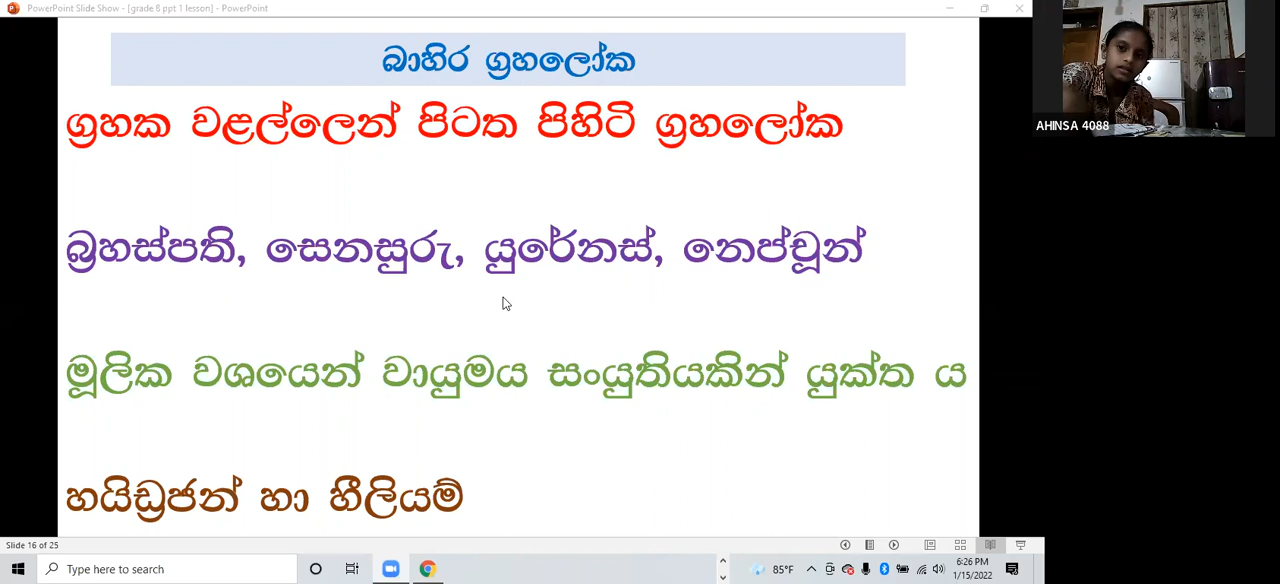 PowerPoint Slide Show - [grade 8 ppt 1 lesson] - PowerPoint
බාහිර ග්‍රහලෝක
ග්‍රහක වළල්ලෙන් පිටත පිහිටි ග්‍රහලෝක
බ්‍රහස්පති, සෙනසුරු, යුරේනස්, නෙප්චූන්
මූලික වශයෙන් වායුමය සංයුතියකින් යුක්ත ය
හයිඩ්‍රජන් හා හීලියම්
AHINSA 4088
Slide 16 of 25
Type here to search
85°F
6:26 PM
1/15/2022